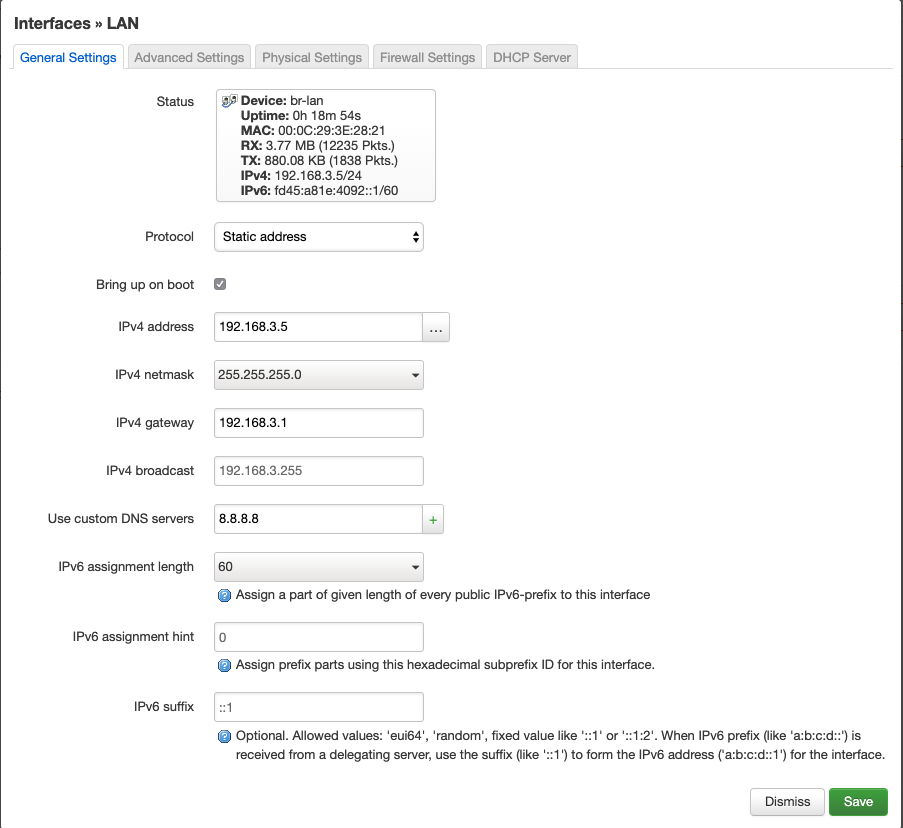 Interfaces » LAN
General Settings
Advanced Settings
Physical Settings
Firewall Settings
DHCP Server
Status
Device: br-lan
Uptime: 0h 18m 54s
MAC: 00:0C:29:3E:28:21
RX: 3.77 MB (12235 Pkts.)
TX: 880.08 KB (1838 Pkts.)
IPv4: 192.168.3.5/24
IPv6: fd45:a81e:4092::1/60
Protocol
Static address
Bring up on boot
IPv4 address
192.168.3.5
...
IPv4 netmask
255.255.255.0
IPv4 gateway
192.168.3.1
IPv4 broadcast
192.168.3.255
Use custom DNS servers
8.8.8.8
+
IPv6 assignment length
60
Assign a part of given length of every public IPv6-prefix to this interface
IPv6 assignment hint
0
Assign prefix parts using this hexadecimal subprefix ID for this interface.
IPv6 suffix
::1
Optional. Allowed values: 'eui64', 'random', fixed value like '::1' or '::1:2'. When IPv6 prefix (like 'a:b:c:d::') is
received from a delegating server, use the suffix (like '::1') to form the IPv6 address ('a:b:c:d::1') for the interface.
Dismiss
Save